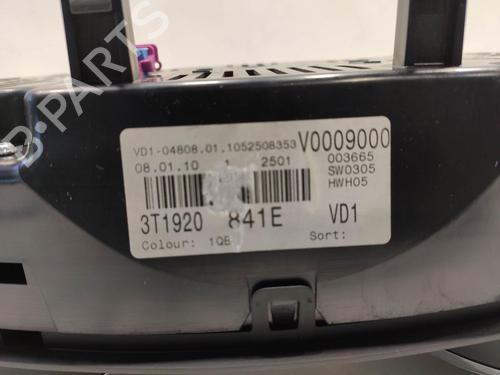 VD1-04808.01.1052508353 V0009000
08.01.10 1 2501 003665
SW0305
HWH05
3T1920 841E VD1
Colour: 1QB Sort:
B-PARTS